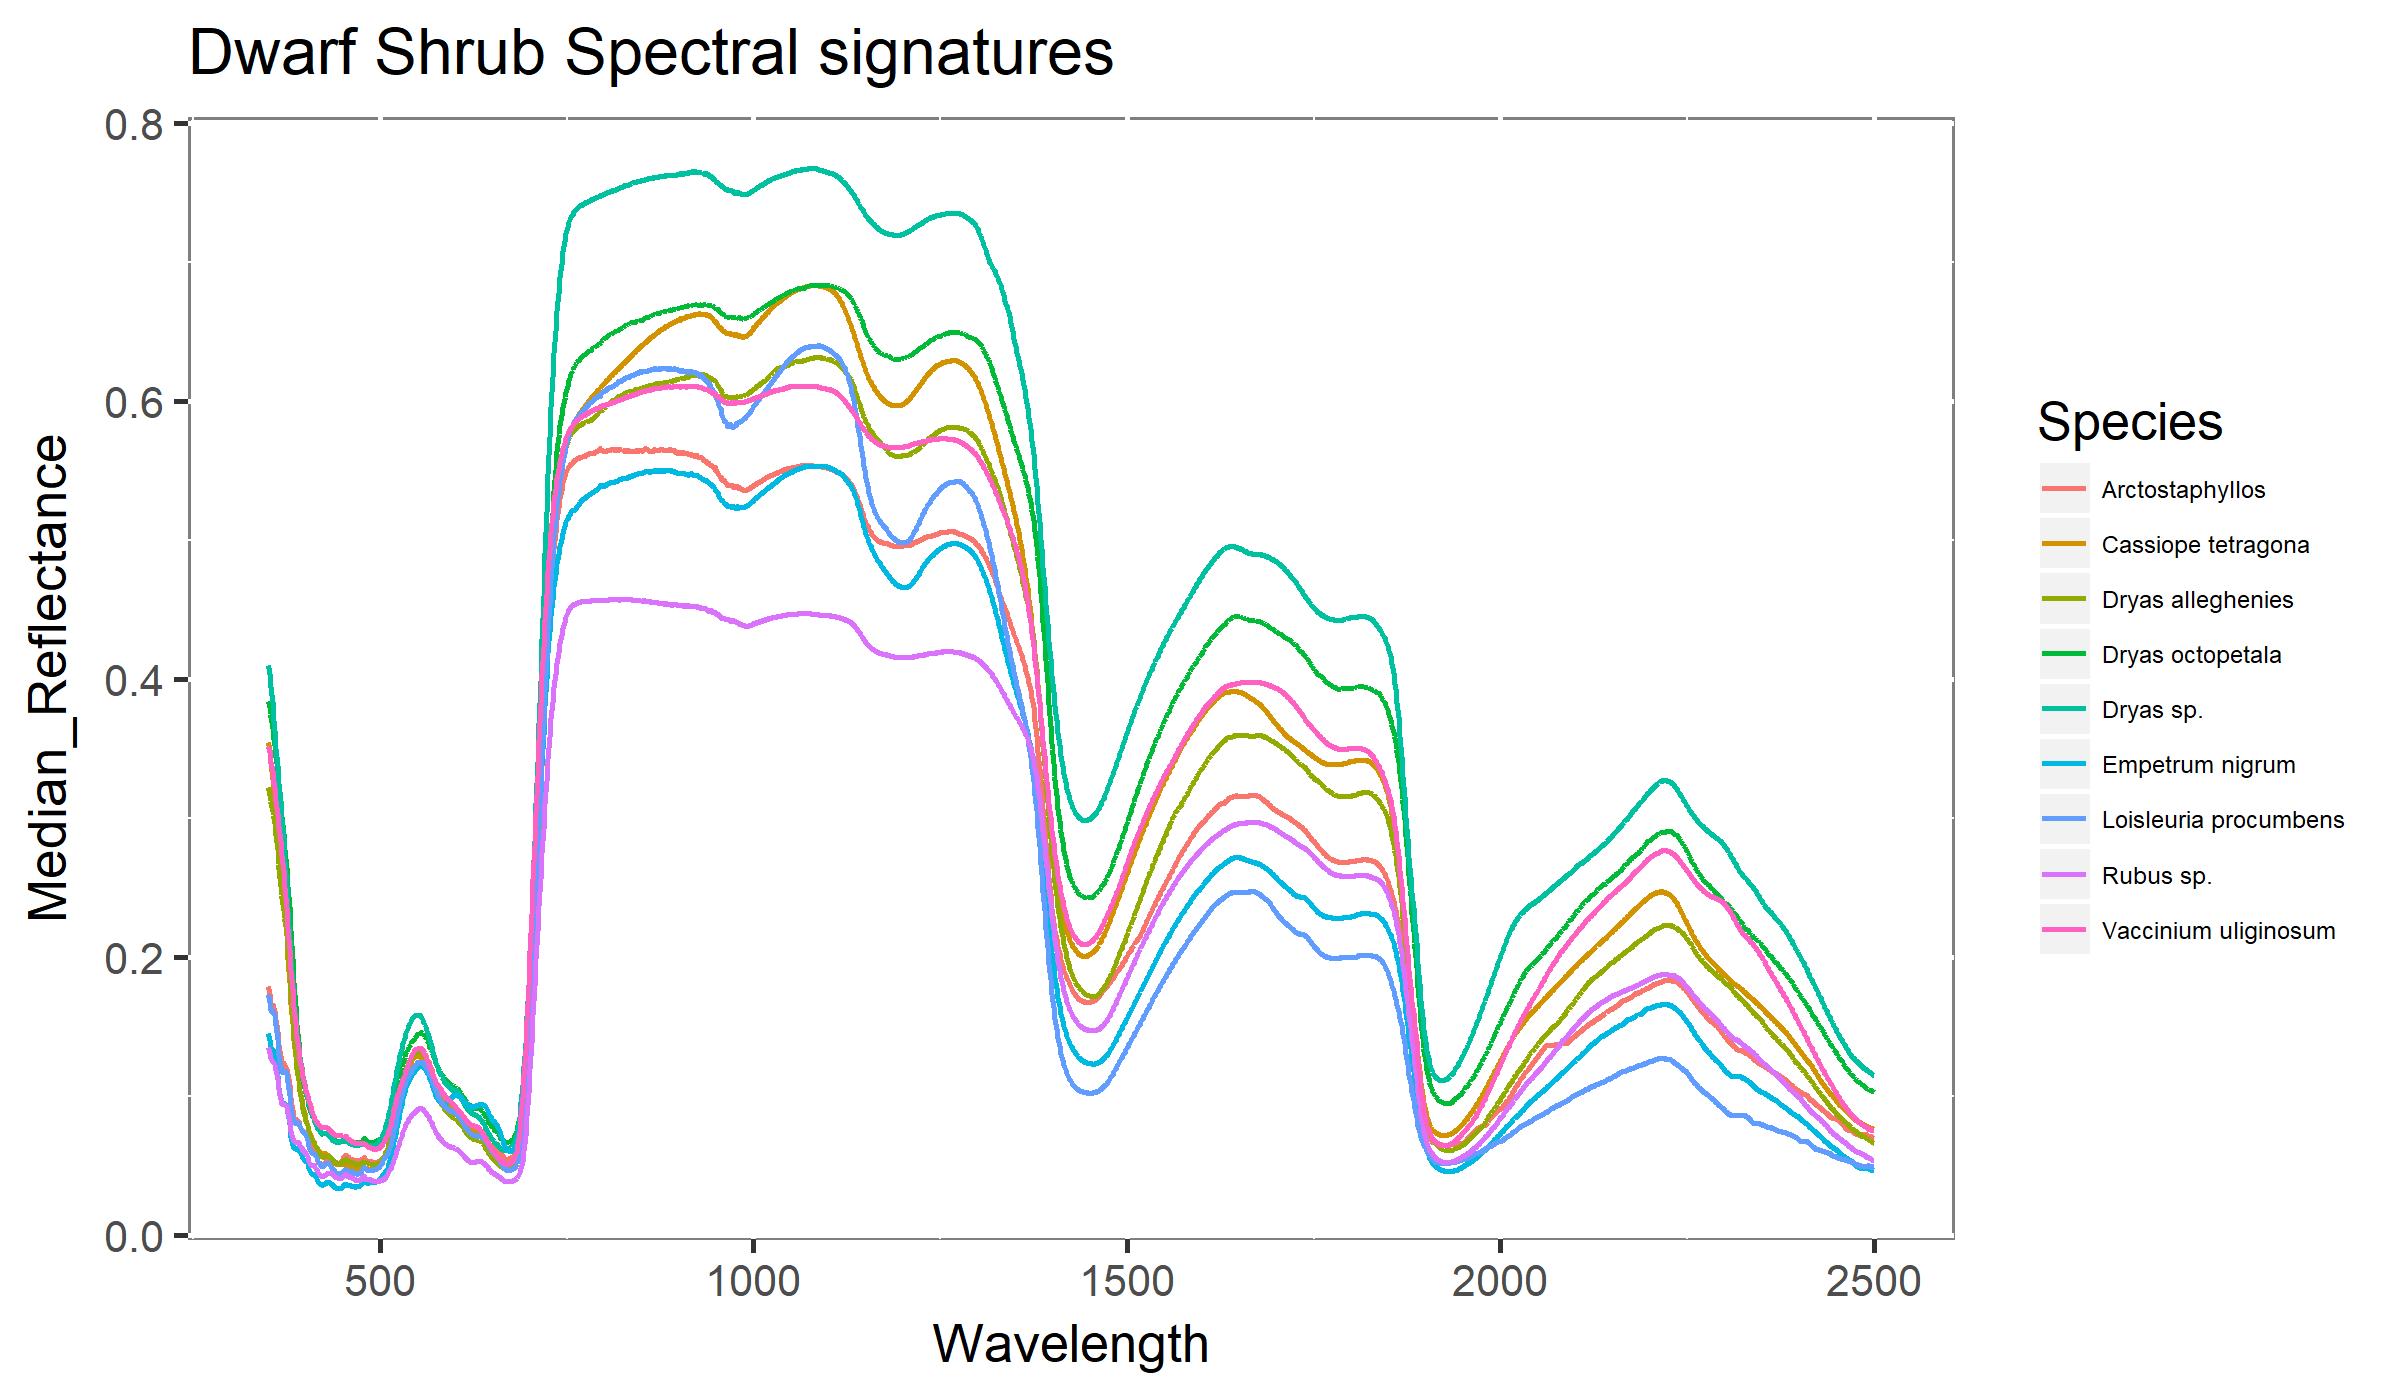 Dwarf Shrub Spectral signatures
0.8
0.6
0.4
0.2
0.0
Median_Reflectance
500 1000 1500 2000 2500
Wavelength
Species
Arctostaphyllos
Cassiope tetragona
Dryas alleghenies
Dryas octopetala
Dryas sp.
Empetrum nigrum
Loisleuria procumbens
Rubus sp.
Vaccinium uliginosum